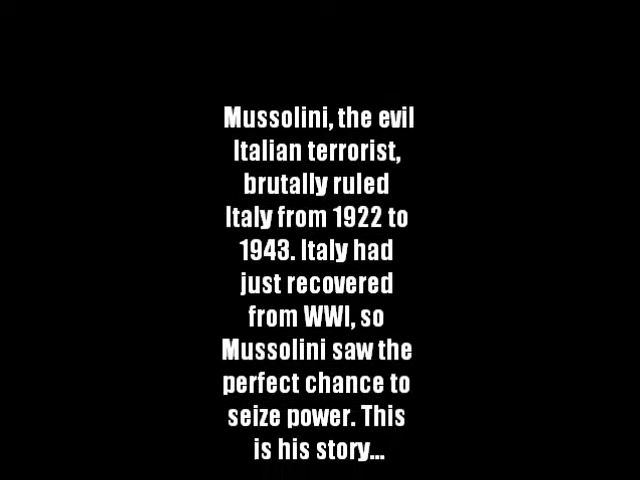 Mussolini, the evil
Italian terrorist,
brutally ruled
Italy from 1922 to
1943. Italy had
just recovered
from WWI, so
Mussolini saw the
perfect chance to
seize power. This
is his story...